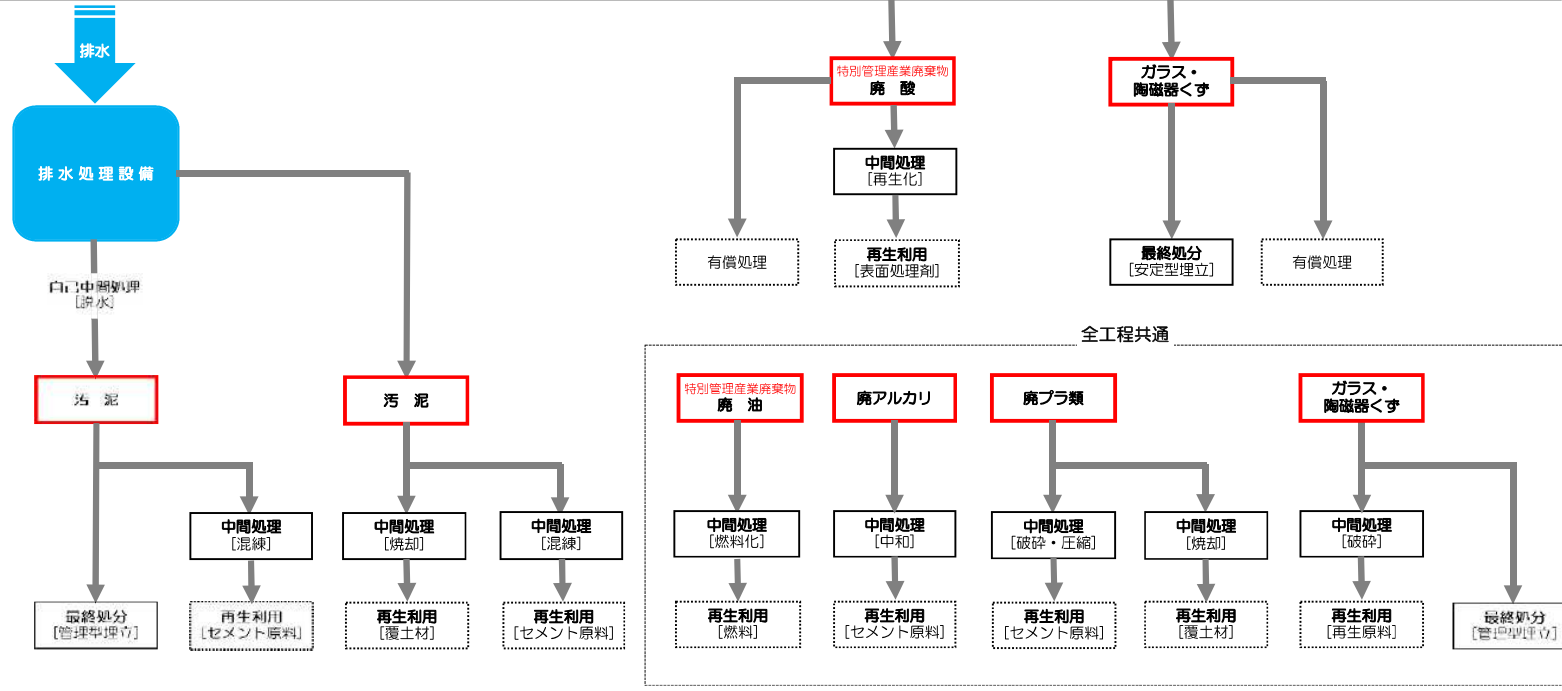 排水
排水処理設備
自己中間処理
[脱水]
汚　泥
汚　泥
最終処分
[管理型埋立]
中間処理
[混練]
再生利用
[セメント原料]
中間処理
[焼却]
再生利用
[覆土材]
中間処理
[混練]
再生利用
[セメント原料]
特別管理産業廃棄物
廃　酸
有償処理
中間処理
[再生化]
再生利用
[表面処理剤]
ガラス・
陶磁器くず
最終処分
[安定型埋立]
有償処理
全工程共通
特別管理産業廃棄物
廃　油
中間処理
[燃料化]
再生利用
[燃料]
廃アルカリ
中間処理
[中和]
再生利用
[セメント原料]
廃プラ類
中間処理
[破砕・圧縮]
再生利用
[セメント原料]
中間処理
[焼却]
再生利用
[覆土材]
ガラス・
陶磁器くず
中間処理
[破砕]
再生利用
[再生原料]
最終処分
[管理型埋立]